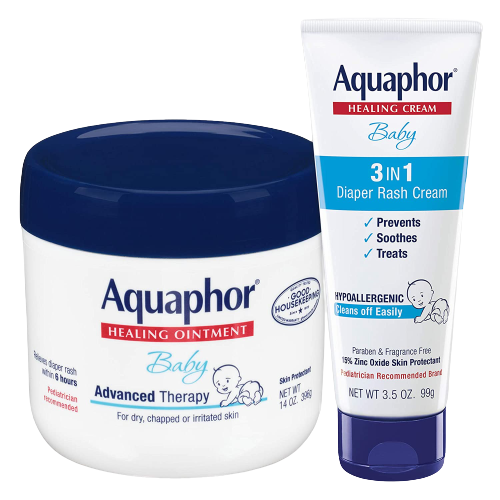 Aquaphor®
HEALING OINTMENT
Baby
Advanced Therapy
For dry, chapped or irritated skin
Relieves diaper rash
within 6 hours
Pediatrician
recommended
GOOD
HOUSEKEEPING
Skin Protectant
NET WT
14 OZ. 396g
Aquaphor®
HEALING CREAM
Baby
3 IN 1
Diaper Rash Cream
✓ Prevents
✓ Soothes
✓ Treats
HYPOALLERGENIC
Cleans off Easily
Paraben & Fragrance Free
15% Zinc Oxide Skin Protectant
Pediatrician Recommended Brand
NET WT 3.5 OZ. 99g